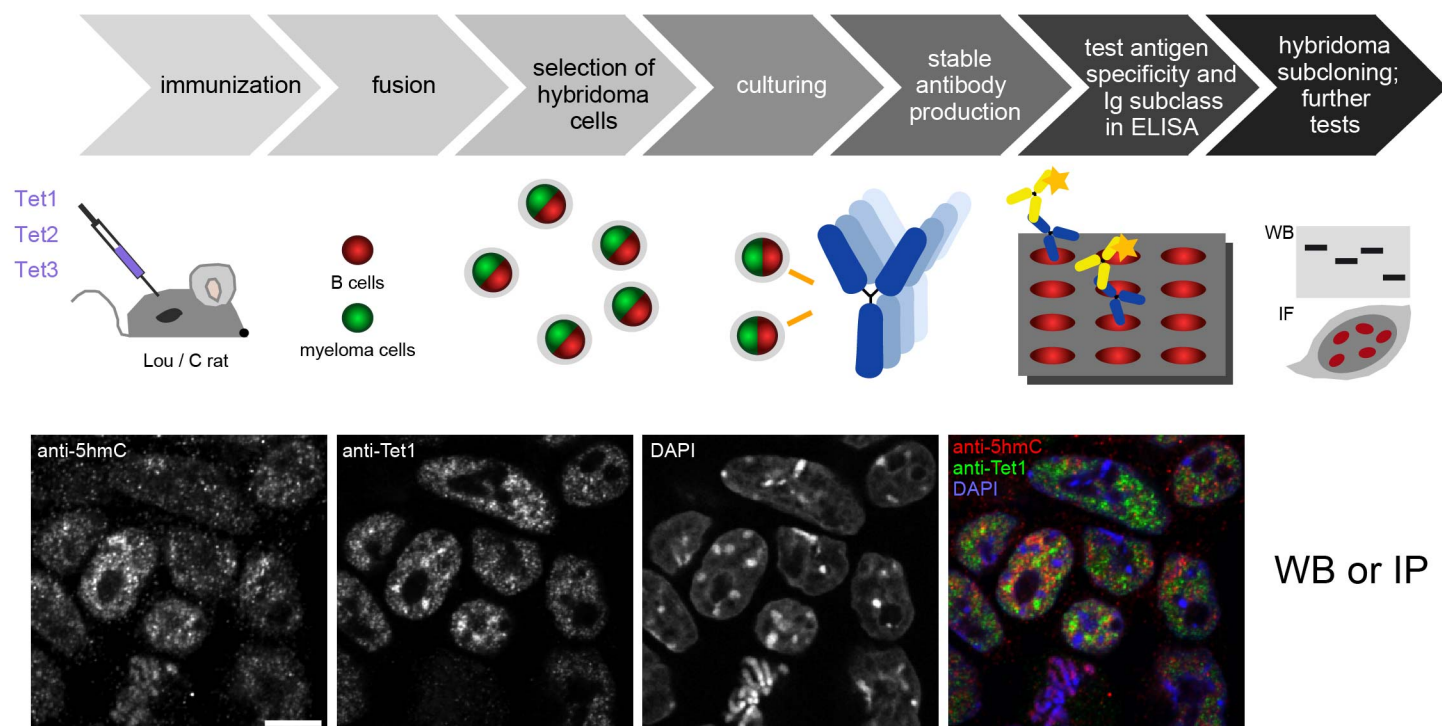 immunization
fusion
selection of
hybridoma
cells
culturing
stable
antibody
production
test antigen
specificity and
Ig subclass
in ELISA
hybridoma
subcloning;
further
tests
Tet1
Tet2
Tet3
Lou / C rat
B cells
myeloma cells
WB
IF
anti-5hmC
anti-Tet1
DAPI
anti-5hmC
anti-Tet1
DAPI
WB or IP